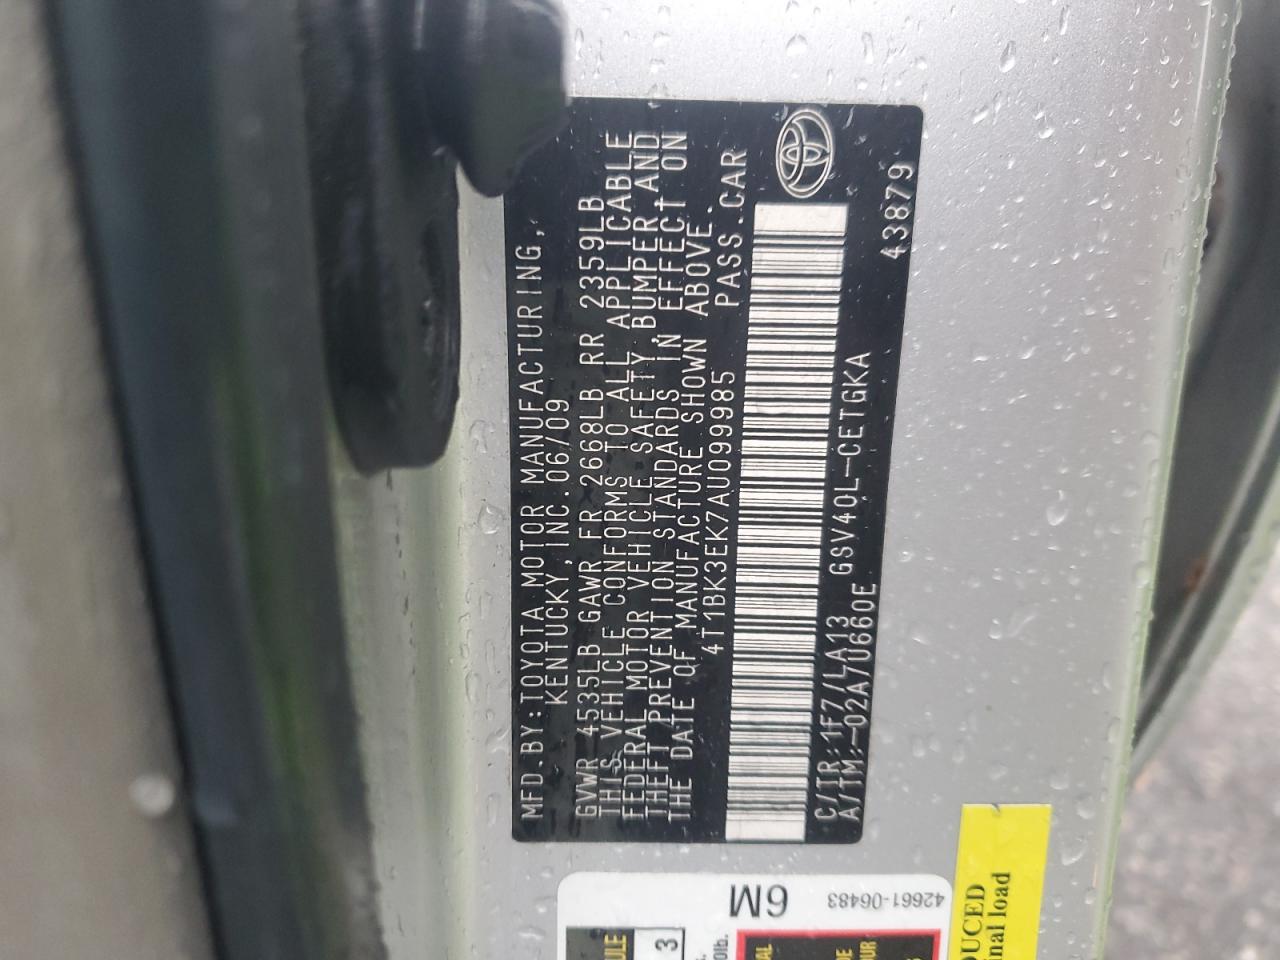 MFD.BY:TOYOTA MOTOR MANUFACTURING,
KENTUCKY,INC.06/09
GVWR 4535LB GAWR FR 2668LB RR 2359LB
THIS VEHICLE CONFORMS TO ALL APPLICABLE
FEDERAL MOTOR VEHICLE SAFETY,BUMPER,AND
THEFT PREVENTION STANDARDS IN EFFECT ON
THE DATE OF MANUFACTURE SHOWN ABOVE.
4T1BK3EK7AU099985 PASS.CAR
C/TR:1F7/LA13 GSV40L-CETGKA
A/TM:-02A/U660E
43879
6M
42661-06483
3